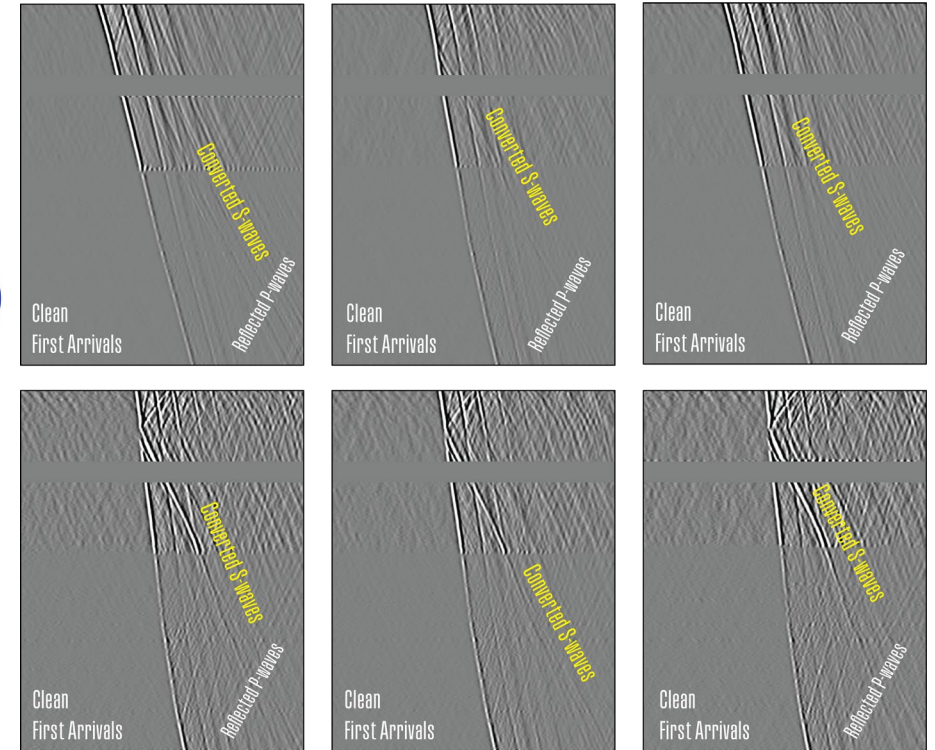 Converted S-waves
Reflected P-waves
Clean
First Arrivals
Converted S-waves
Reflected P-waves
Clean
First Arrivals
Converted S-waves
Reflected P-waves
Clean
First Arrivals
Converted S-waves
Reflected P-waves
Clean
First Arrivals
Converted S-waves
Clean
First Arrivals
Converted S-waves
Reflected P-waves
Clean
First Arrivals